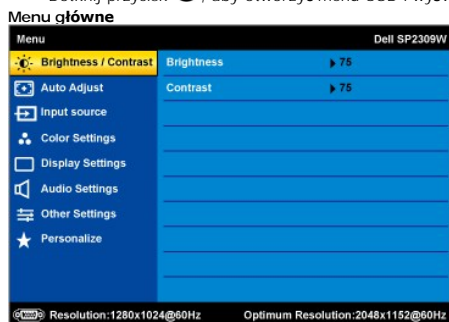 Menu główne
Menu Dell SP2309W
Brightness / Contrast Brightness 75
Auto Adjust Contrast 75
Input source
Color Settings
Display Settings
Audio Settings
Other Settings
Personalize
Resolution:1280x1024@60Hz Optimum Resolution:2048x1152@60Hz